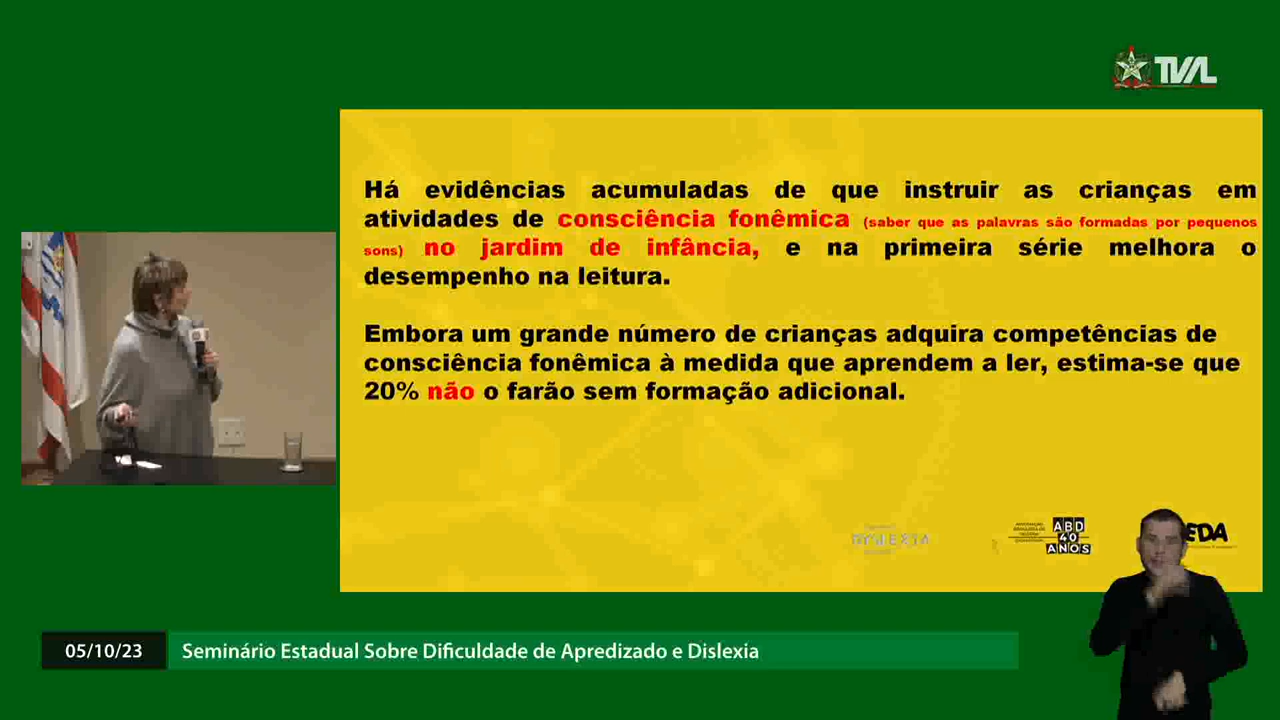 TVAL
Há evidências acumuladas de que instruir as crianças em
atividades de consciência fonêmica (saber que as palavras são formadas por pequenos
sons) no jardim de infância, e na primeira série melhora o
desempenho na leitura.
Embora um grande número de crianças adquira competências de
consciência fonêmica à medida que aprendem a ler, estima-se que
20% não o farão sem formação adicional.
DYSLEXIA
ABD
40
ANOS
EDA
05/10/23 Seminário Estadual Sobre Dificuldade de Apredizado e Dislexia